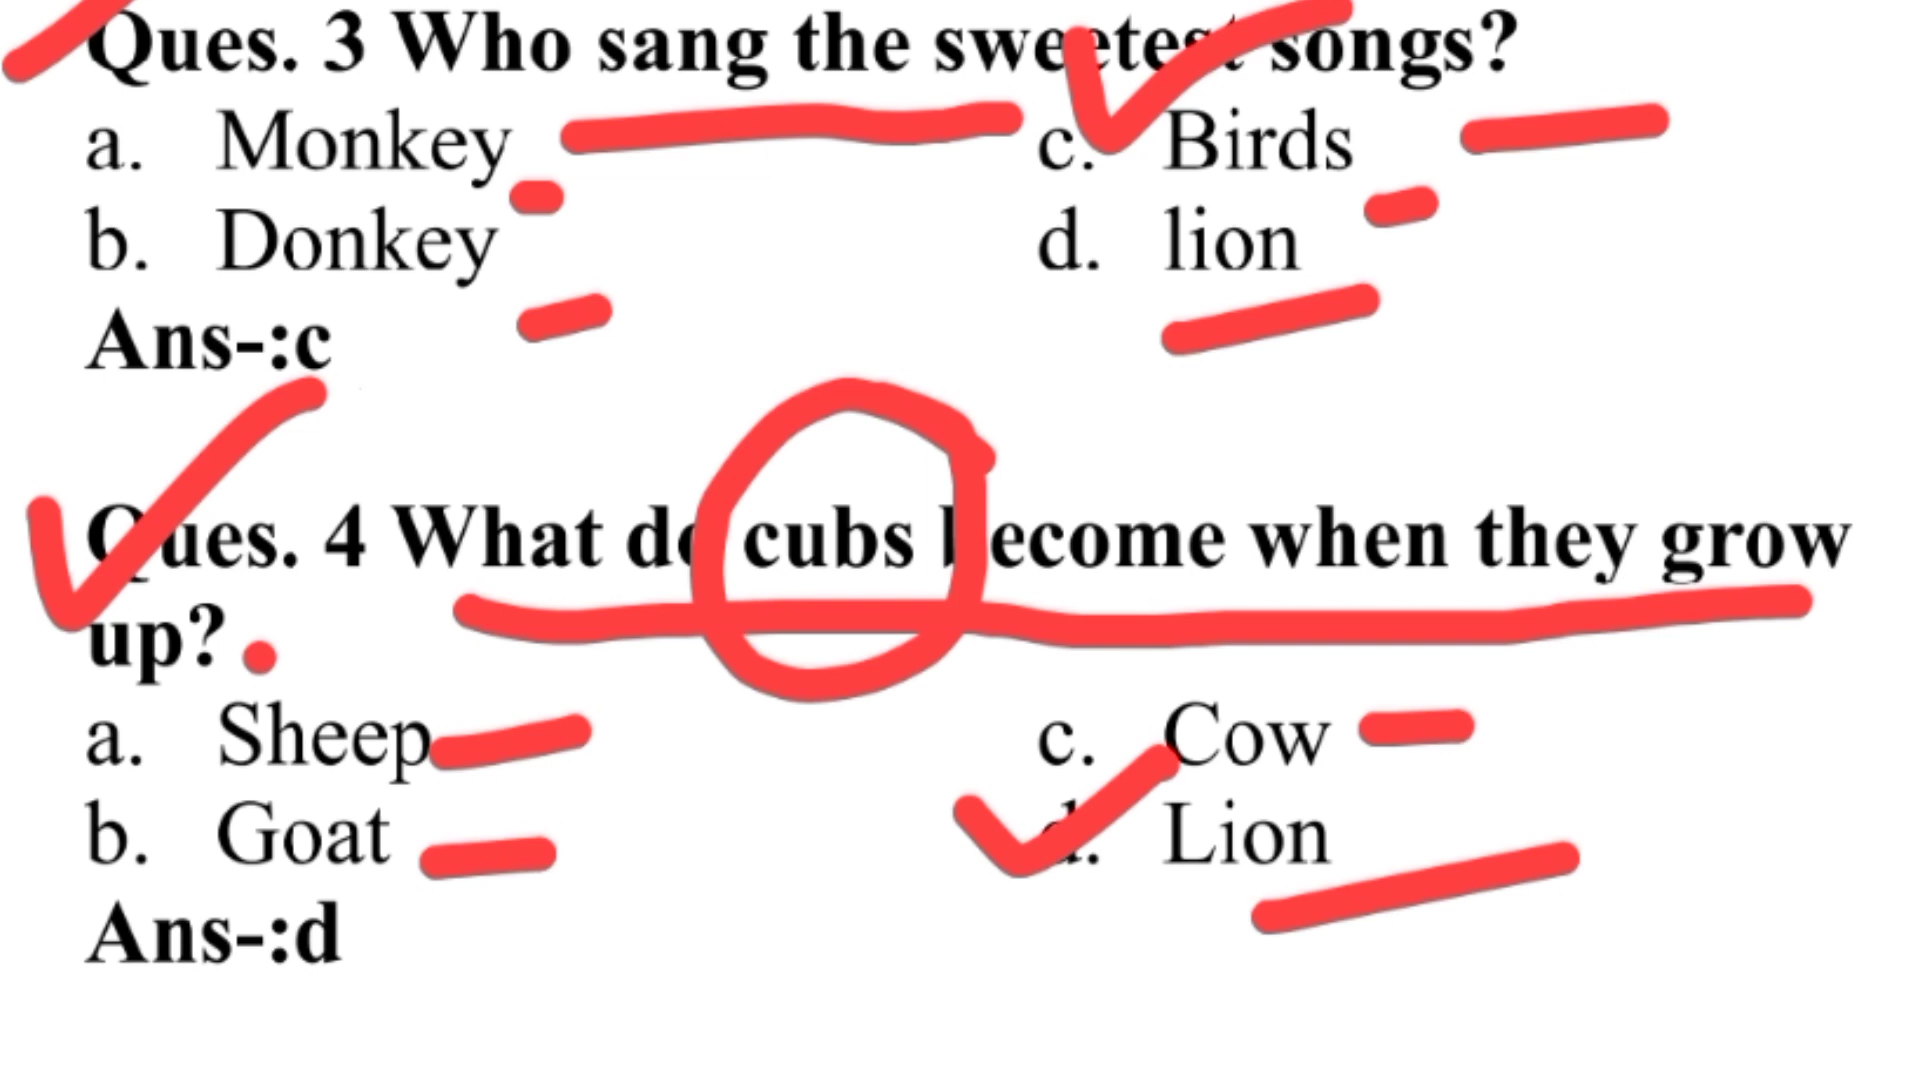 Ques. 3 Who sang the sweetest songs?
a. Monkey c. Birds
b. Donkey d. lion
Ans-:c
Ques. 4 What do cubs become when they grow
up?
a. Sheep c. Cow
b. Goat d. Lion
Ans-:d